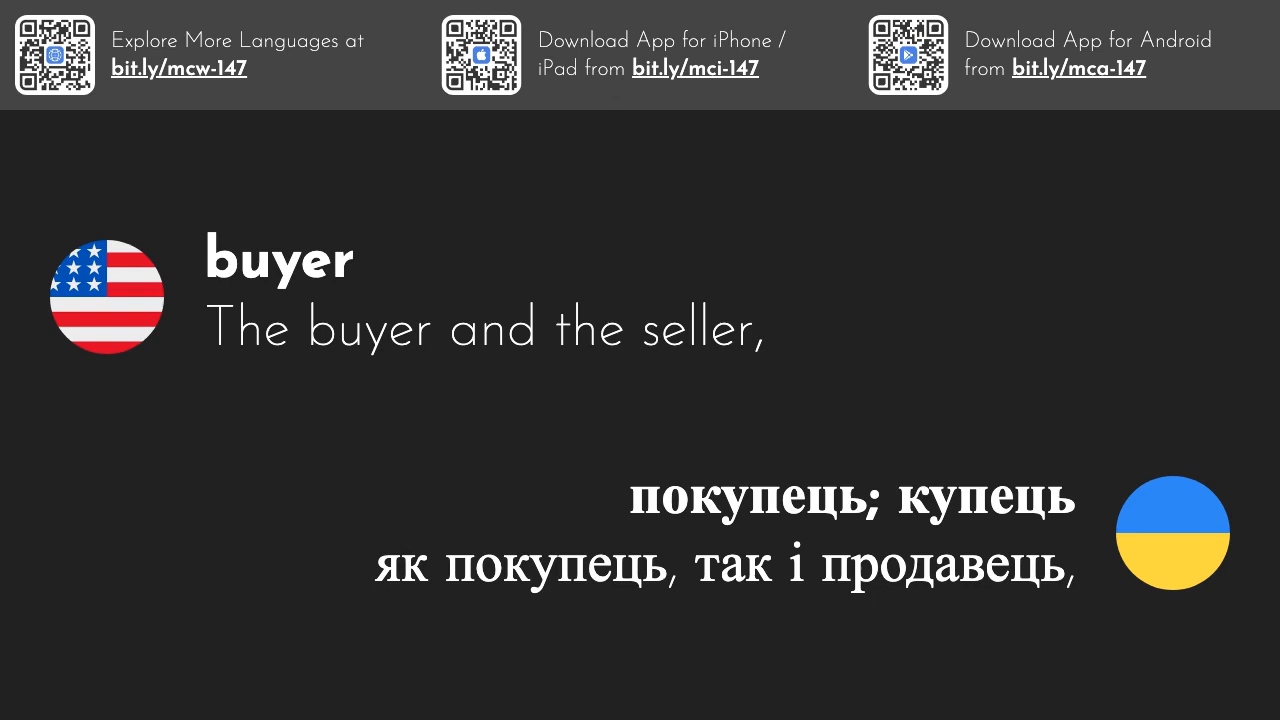 Explore More Languages at
bit.ly/mcw-147
Download App for iPhone /
iPad from bit.ly/mci-147
Download App for Android
from bit.ly/mca-147
buyer
The buyer and the seller,
покупець; купець
як покупець, так і продавець,